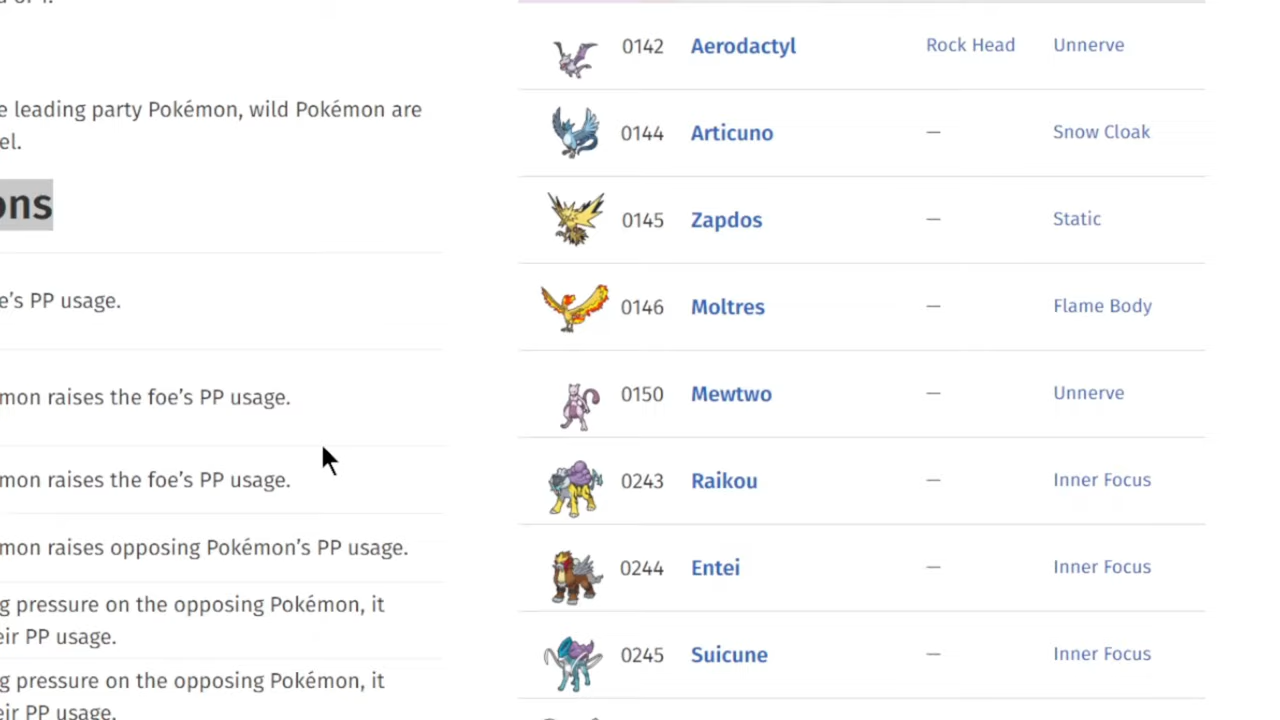 e leading party Pokémon, wild Pokémon are
el.
ons
e’s PP usage.
mon raises the foe’s PP usage.
mon raises the foe’s PP usage.
mon raises opposing Pokémon’s PP usage.
g pressure on the opposing Pokémon, it
eir PP usage.
g pressure on the opposing Pokémon, it
eir PP usage.
0142 Aerodactyl Rock Head Unnerve
0144 Articuno — Snow Cloak
0145 Zapdos — Static
0146 Moltres — Flame Body
0150 Mewtwo — Unnerve
0243 Raikou — Inner Focus
0244 Entei — Inner Focus
0245 Suicune — Inner Focus